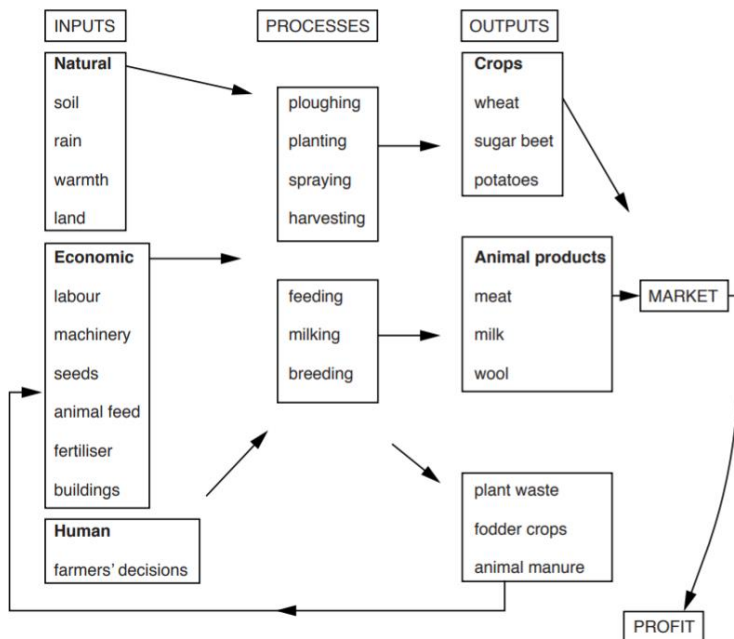 INPUTS
PROCESSES
OUTPUTS
Natural
soil
rain
warmth
land
Economic
labour
machinery
seeds
animal feed
fertiliser
buildings
Human
farmers' decisions
ploughing
planting
spraying
harvesting
feeding
milking
breeding
Crops
wheat
sugar beet
potatoes
Animal products
meat
milk
wool
plant waste
fodder crops
animal manure
MARKET
PROFIT